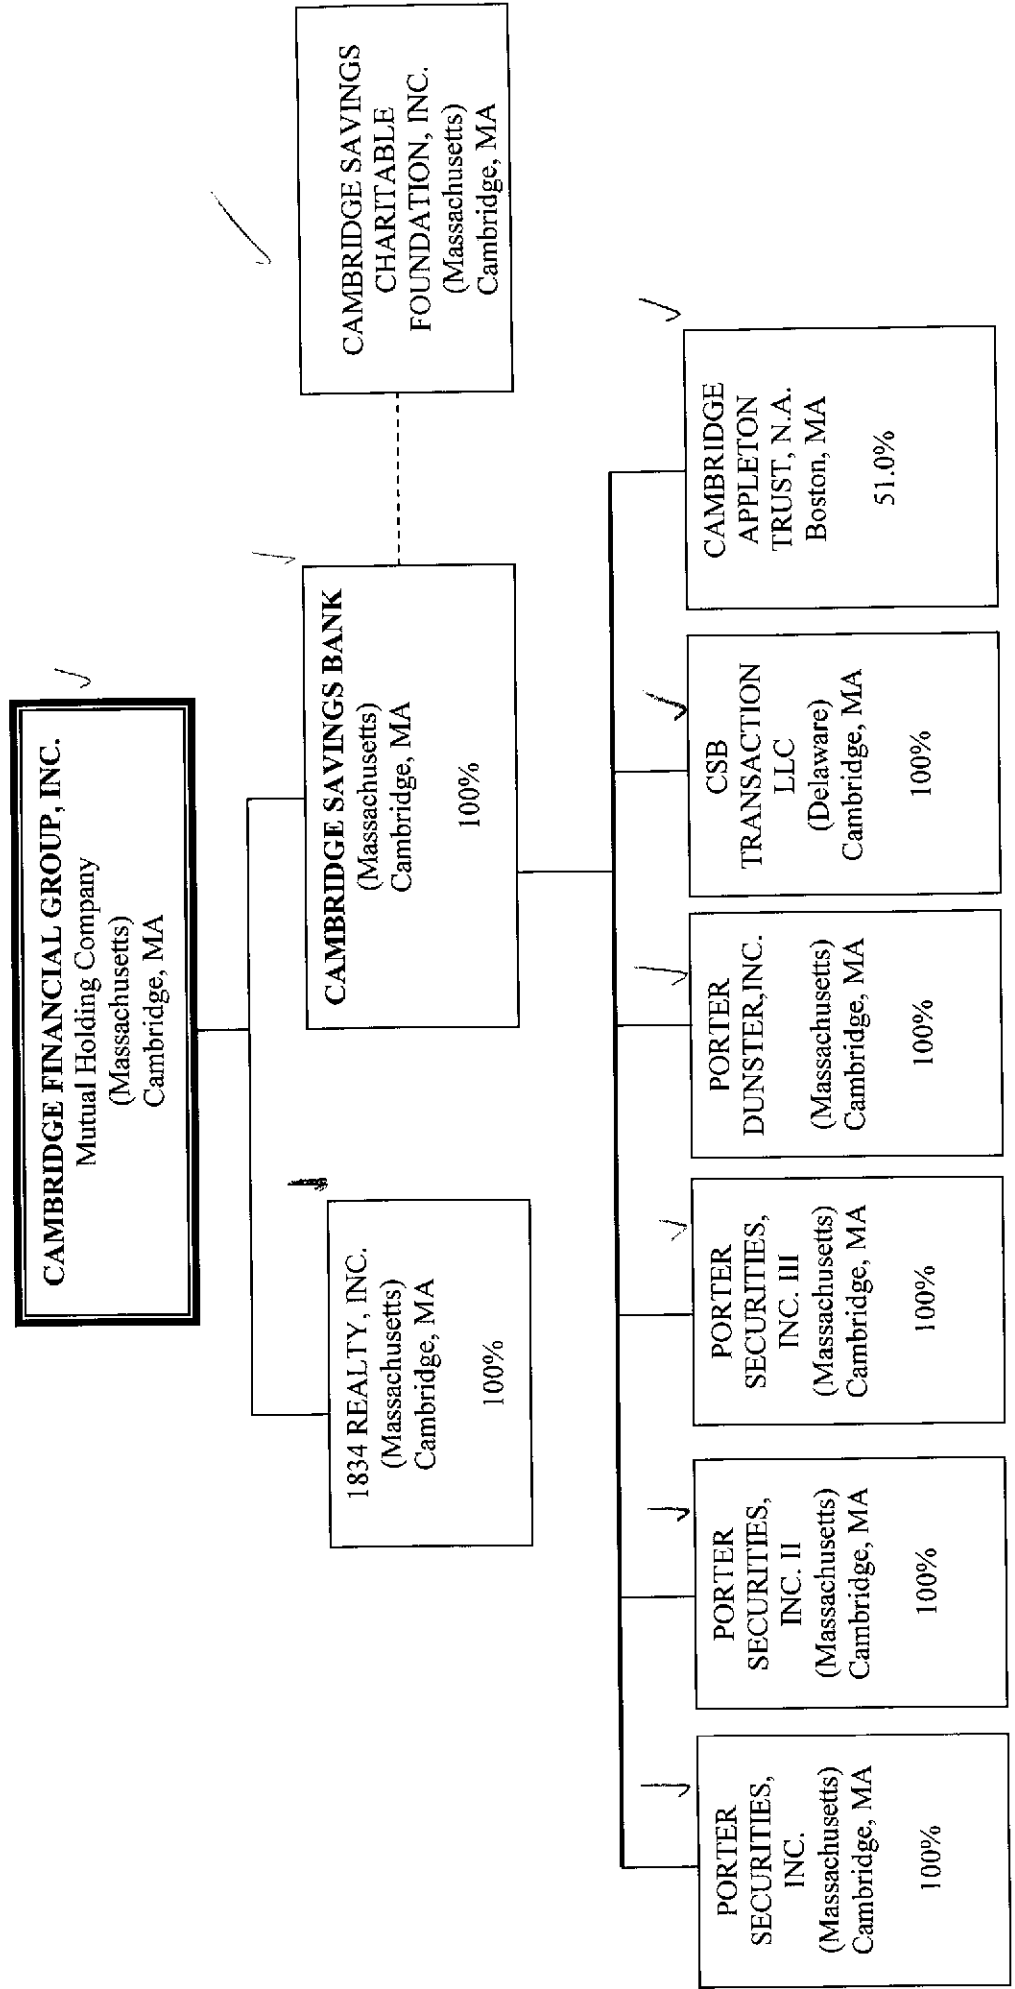 CAMBRIDGE FINANCIAL GROUP, INC.
Mutual Holding Company
(Massachusetts)
Cambridge, MA
1834 REALTY, INC.
(Massachusetts)
Cambridge, MA
100%
CAMBRIDGE SAVINGS BANK
(Massachusetts)
Cambridge, MA
100%
CAMBRIDGE SAVINGS
CHARITABLE
FOUNDATION, INC.
(Massachusetts)
Cambridge, MA
PORTER
SECURITIES,
INC.
(Massachusetts)
Cambridge, MA
100%
PORTER
SECURITIES,
INC. II
(Massachusetts)
Cambridge, MA
100%
PORTER
SECURITIES,
INC. III
(Massachusetts)
Cambridge, MA
100%
PORTER
DUNSTER,INC.
(Massachusetts)
Cambridge, MA
100%
CSB
TRANSACTION
LLC
(Delaware)
Cambridge, MA
100%
CAMBRIDGE
APPLETON
TRUST, N.A.
Boston, MA
51.0%